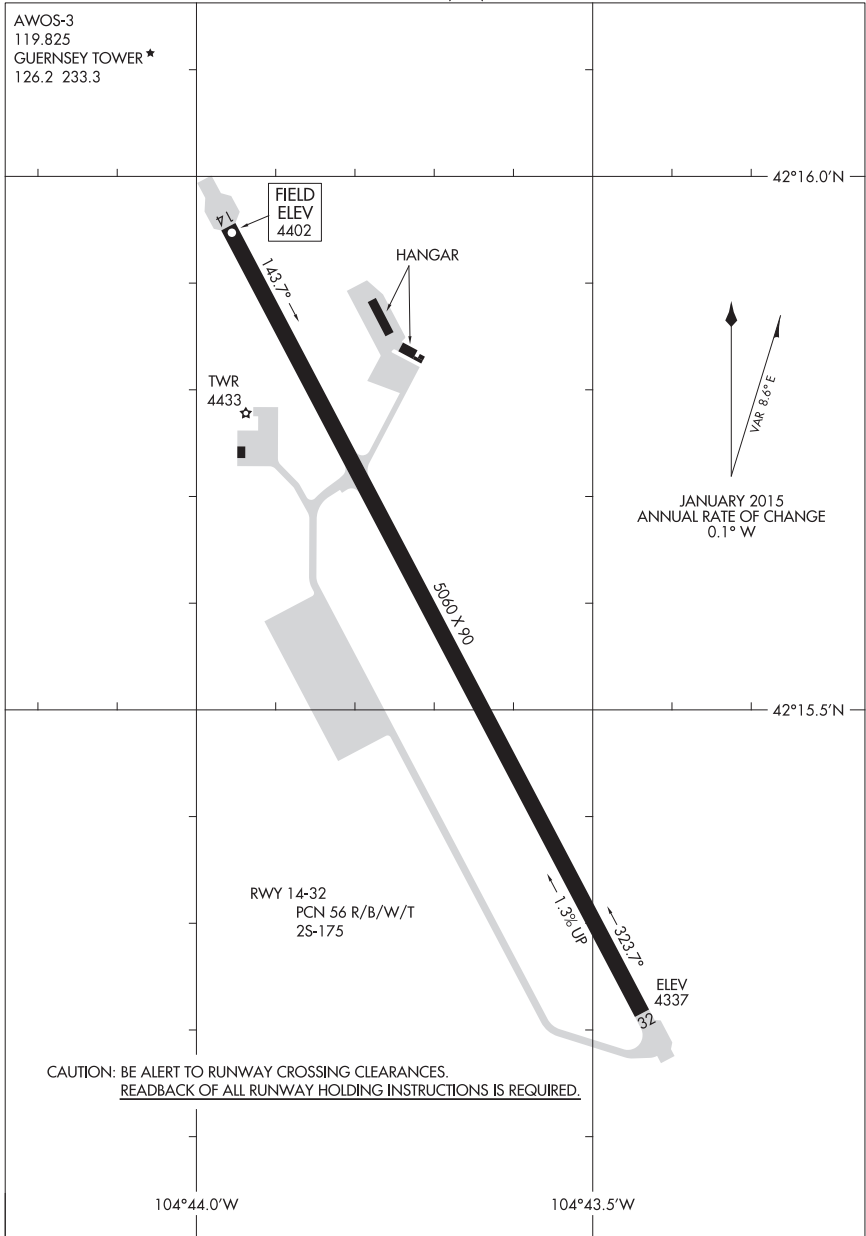 AWOS-3
119.825
GUERNSEY TOWER★
126.2 233.3
42°16.0'N
FIELD
ELEV
4402
14
143.7°
HANGAR
TWR
4433
VAR 8.6° E
JANUARY 2015
ANNUAL RATE OF CHANGE
0.1° W
5060 X 90
42°15.5'N
RWY 14-32
PCN 56 R/B/W/T
2S-175
1.3% UP
323.7°
ELEV
4337
32
CAUTION: BE ALERT TO RUNWAY CROSSING CLEARANCES.
READBACK OF ALL RUNWAY HOLDING INSTRUCTIONS IS REQUIRED.
104°44.0'W
104°43.5'W